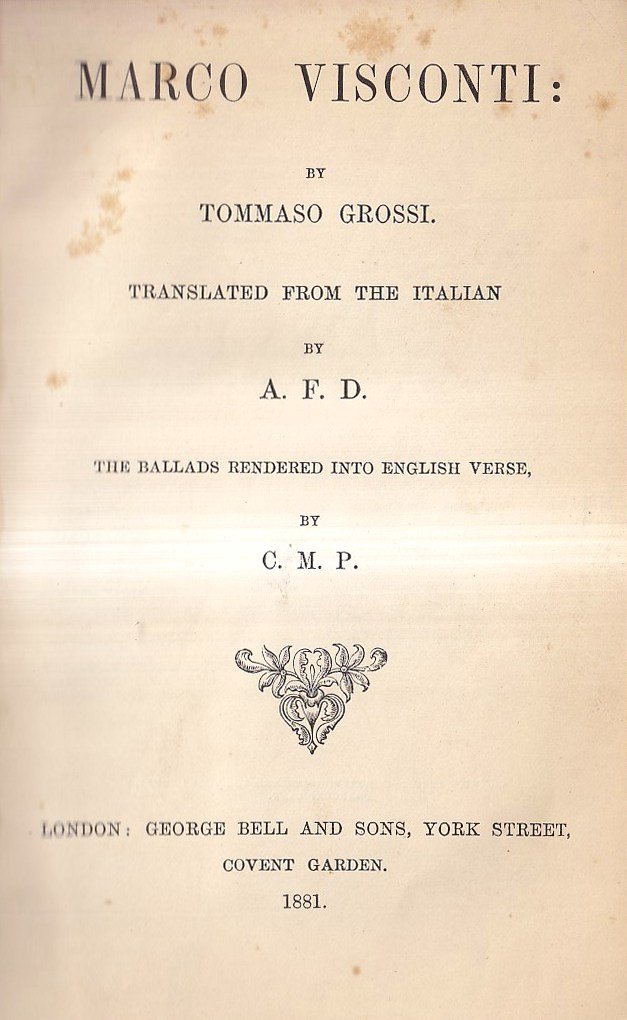 MARCO VISCONTI:
BY
TOMMASO GROSSI.
TRANSLATED FROM THE ITALIAN
BY
A. F. D.
THE BALLADS RENDERED INTO ENGLISH VERSE,
BY
C. M. P.
LONDON: GEORGE BELL AND SONS, YORK STREET,
COVENT GARDEN.
1881.